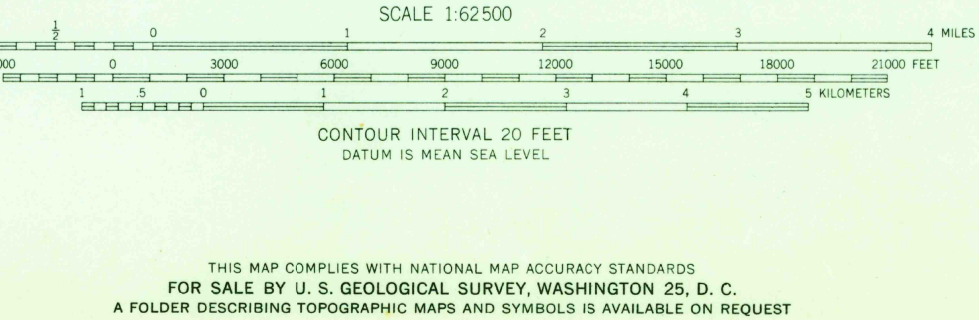 SCALE 1:62500
1/2 0 1 2 3 4 MILES
000 0 3000 6000 9000 12000 15000 18000 21000 FEET
1 .5 0 1 2 3 4 5 KILOMETERS
CONTOUR INTERVAL 20 FEET
DATUM IS MEAN SEA LEVEL
THIS MAP COMPLIES WITH NATIONAL MAP ACCURACY STANDARDS
FOR SALE BY U. S. GEOLOGICAL SURVEY, WASHINGTON 25, D. C.
A FOLDER DESCRIBING TOPOGRAPHIC MAPS AND SYMBOLS IS AVAILABLE ON REQUEST